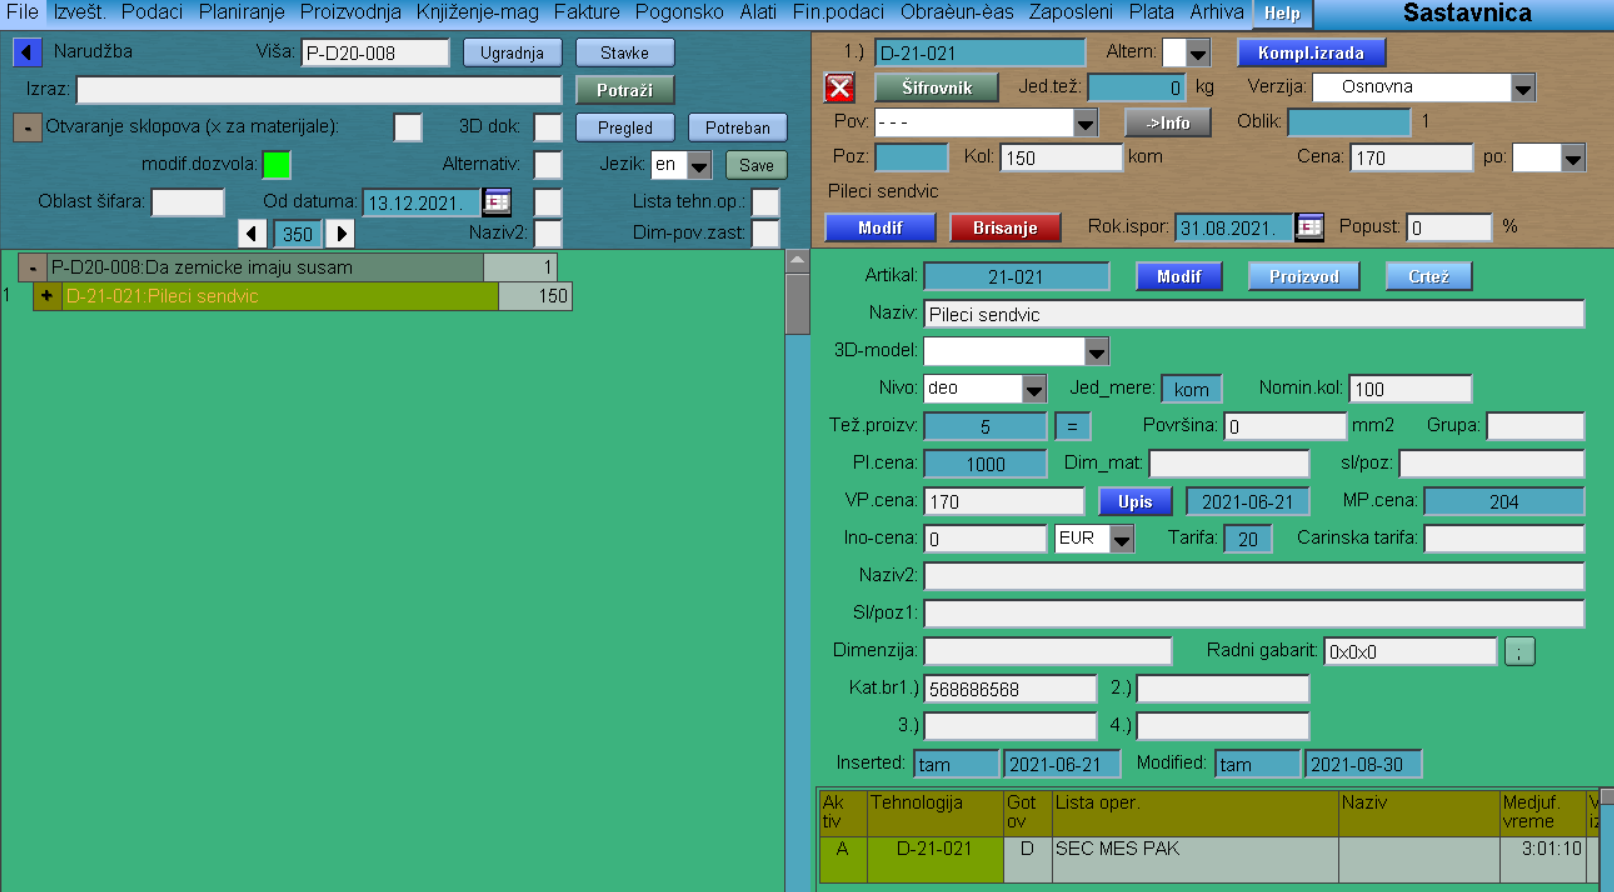 File Izvešt. Podaci Planiranje Proizvodnja Knjiženje-mag Fakture Pogonsko Alati Fin.podaci Obraèun-èas Zaposleni Plata Arhiva Help Sastavnica
Narudžba Viša: P-D20-008 Ugradnja Stavke
Izraz: Potraži
- Otvaranje sklopova (x za materijale): 3D dok: Pregled Potreban
modif.dozvola: Alternativ: Jezik: en Save
Oblast šifara: Od datuma: 13.12.2021. Lista tehn.op.:
350 Naziv2: Dim-pov.zast:
- P-D20-008:Da zemicke imaju susam 1
1 + D-21-021:Pileci sendvic 150
1.) D-21-021 Altern: Kompl.izrada
Šifrovnik Jed.tež: 0 kg Verzija: Osnovna
Pov: --- ->Info Oblik: 1
Poz: Kol: 150 kom Cena: 170 po:
Pileci sendvic
Modif Brisanje Rok.ispor: 31.08.2021. Popust: 0 %
Artikal: 21-021 Modif Proizvod Crtež
Naziv: Pileci sendvic
3D-model:
Nivo: deo Jed_mere: kom Nomin.kol: 100
Tež.proizv: 5 = Površina: 0 mm2 Grupa:
Pl.cena: 1000 Dim_mat: sl/poz:
VP.cena: 170 Upis 2021-06-21 MP.cena: 204
Ino-cena: 0 EUR Tarifa: 20 Carinska tarifa:
Naziv2:
Sl/poz1:
Dimenzija: Radni gabarit: 0x0x0 ;
Kat.br1.) 568686568 2.)
3.) 4.)
Inserted: tam 2021-06-21 Modified: tam 2021-08-30
Ak Tehnologija Got Lista oper. Naziv Medjuf. V
tiv ov vreme iz
A D-21-021 D SEC MES PAK 3:01:10